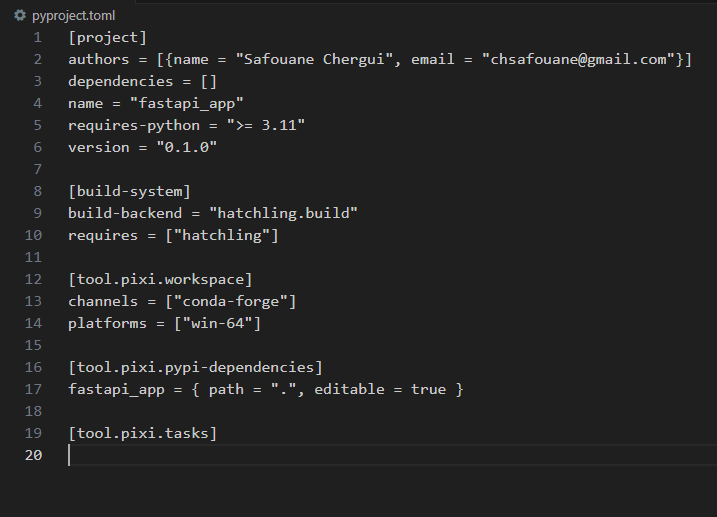 pyproject.toml
1 [project]
2 authors = [{name = "Safouane Chergui", email = "chsafouane@gmail.com"}]
3 dependencies = []
4 name = "fastapi_app"
5 requires-python = ">= 3.11"
6 version = "0.1.0"
7
8 [build-system]
9 build-backend = "hatchling.build"
10 requires = ["hatchling"]
11
12 [tool.pixi.workspace]
13 channels = ["conda-forge"]
14 platforms = ["win-64"]
15
16 [tool.pixi.pypi-dependencies]
17 fastapi_app = { path = ".", editable = true }
18
19 [tool.pixi.tasks]
20